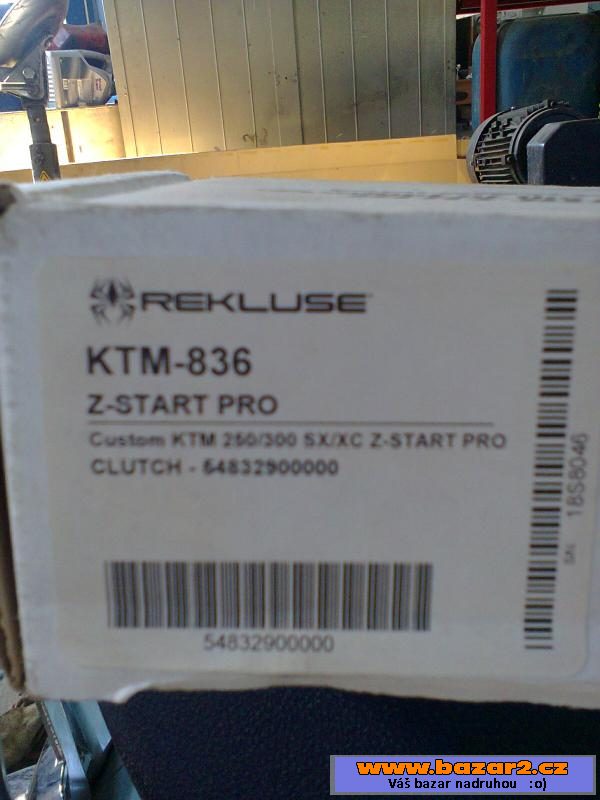 REKLUSE
KTM-836
Z-START PRO
Custom KTM 250/300 SX/XC Z-START PRO
CLUTCH - 54832900000
54832900000
S/N: 18S8046
www.bazar2.cz
Váš bazar nadruhou :o)